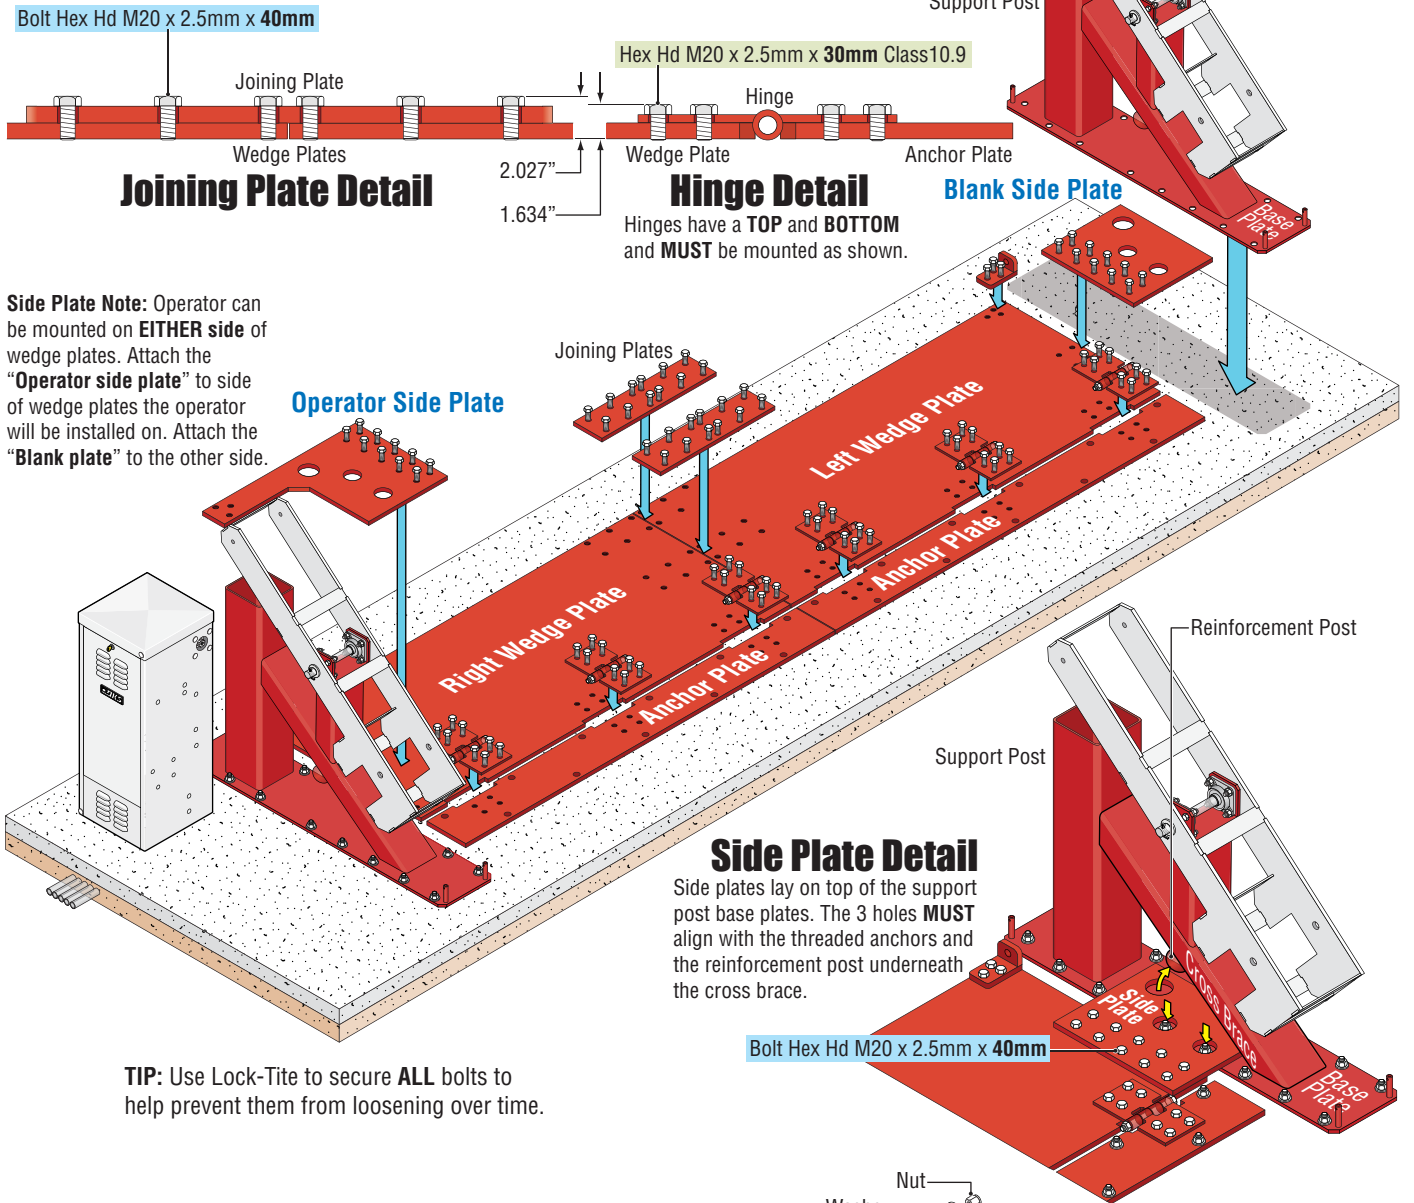 Bolt Hex Hd M20 x 2.5mm x 40mm
Joining Plate
Wedge Plates
Joining Plate Detail
2.027”
1.634”
Hex Hd M20 x 2.5mm x 30mm Class10.9
Hinge
Wedge Plate
Anchor Plate
Hinge Detail
Hinges have a TOP and BOTTOM
and MUST be mounted as shown.
Support Post
Base
Plate
Blank Side Plate
Side Plate Note: Operator can
be mounted on EITHER side of
wedge plates. Attach the
“Operator side plate” to side
of wedge plates the operator
will be installed on. Attach the
“Blank plate” to the other side.
Operator Side Plate
Joining Plates
Left Wedge Plate
Anchor Plate
Right Wedge Plate
Anchor Plate
Reinforcement Post
Support Post
Side Plate Detail
Side plates lay on top of the support
post base plates. The 3 holes MUST
align with the threaded anchors and
the reinforcement post underneath
the cross brace.
Side
Plate
Cross Brace
Base
Plate
Bolt Hex Hd M20 x 2.5mm x 40mm
TIP: Use Lock-Tite to secure ALL bolts to
help prevent them from loosening over time.
Nut